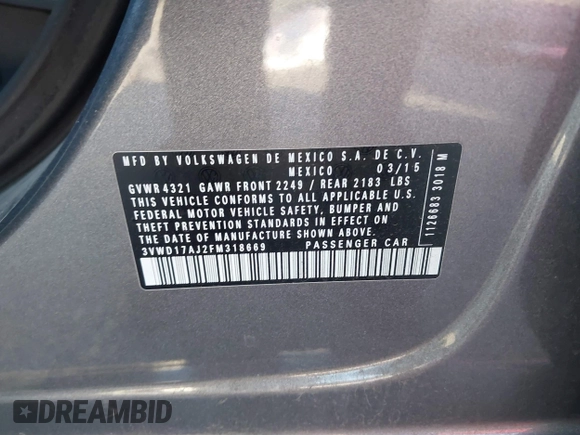 MFD BY VOLKSWAGEN DE MEXICO S.A. DE C.V.
MEXICO 03/15
GVWR 4321 GAWR FRONT 2249 / REAR 2183 LBS
THIS VEHICLE CONFORMS TO ALL APPLICABLE U.S.
FEDERAL MOTOR VEHICLE SAFETY, BUMPER AND
THEFT PREVENTION STANDARDS IN EFFECT ON
THE DATE OF MANUFACTURE SHOWN ABOVE.
3VWD17AJ2FM318669 PASSENGER CAR
1126683 3018 M
DREAMBID